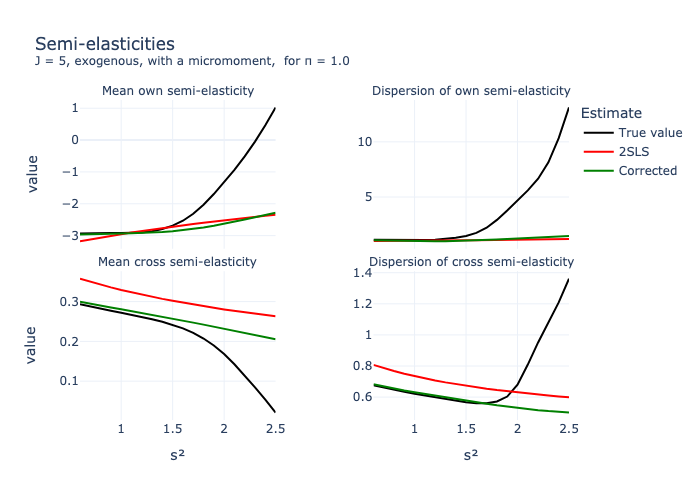 Semi-elasticities
J = 5, exogenous, with a micromoment,  for π = 1.0
Mean own semi-elasticity
Dispersion of own semi-elasticity
Estimate
True value
2SLS
Corrected
value
1
0
−1
−2
−3
10
5
Mean cross semi-elasticity
Dispersion of cross semi-elasticity
value
0.3
0.2
0.1
1.4
1.2
1
0.8
0.6
1
1.5
2
2.5
1
1.5
2
2.5
s²
s²